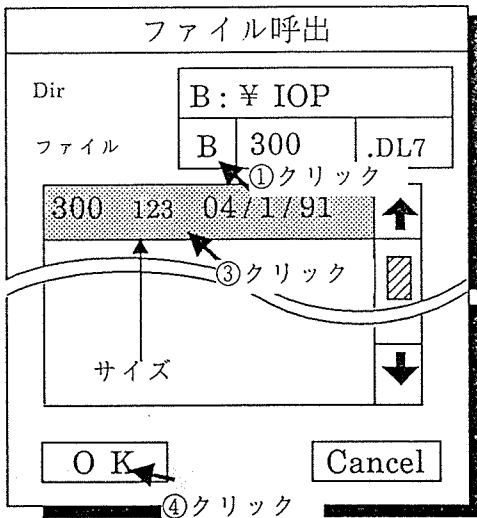 ファイル呼出
Dir
B:¥ IOP
ファイル
B 300 .DL7
①クリック
300 123 04/1/91
③クリック
サイズ
OK
Cancel
④クリック